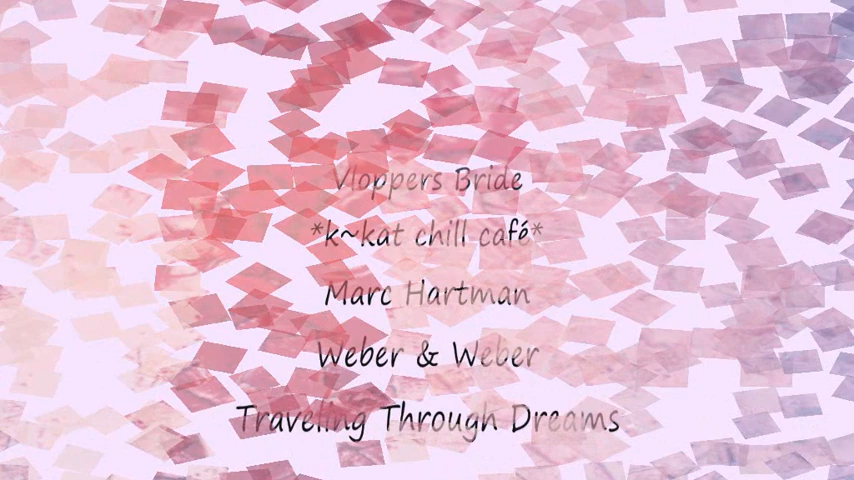 Vloppers Bride
*k~kat chill café*
Marc Hartman
Weber & Weber
Traveling Through Dreams